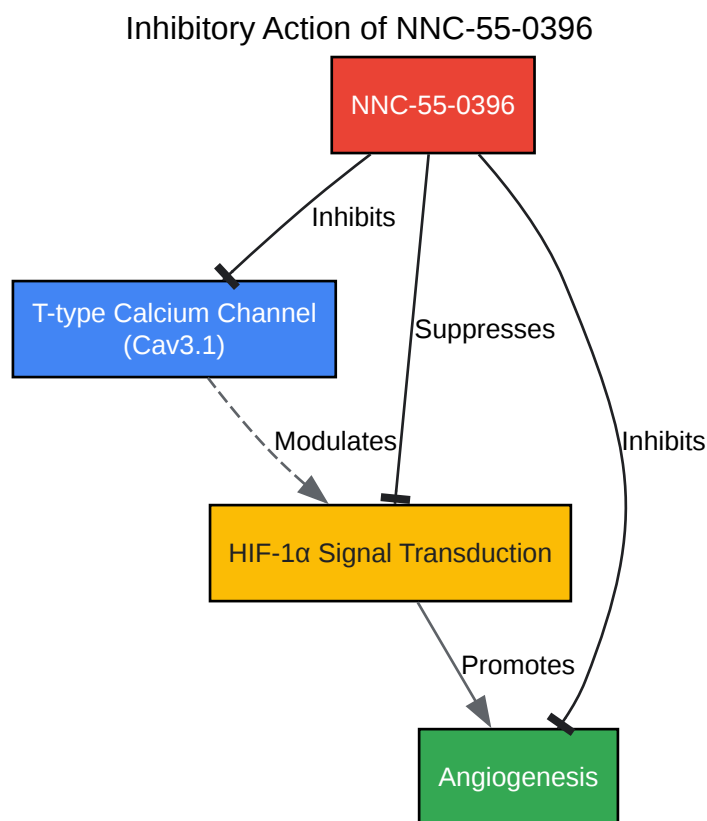 Inhibitory Action of NNC-55-0396
NNC-55-0396
Inhibits
T-type Calcium Channel
(Cav3.1)
Suppresses
Modulates
Inhibits
HIF-1α Signal Transduction
Promotes
Angiogenesis